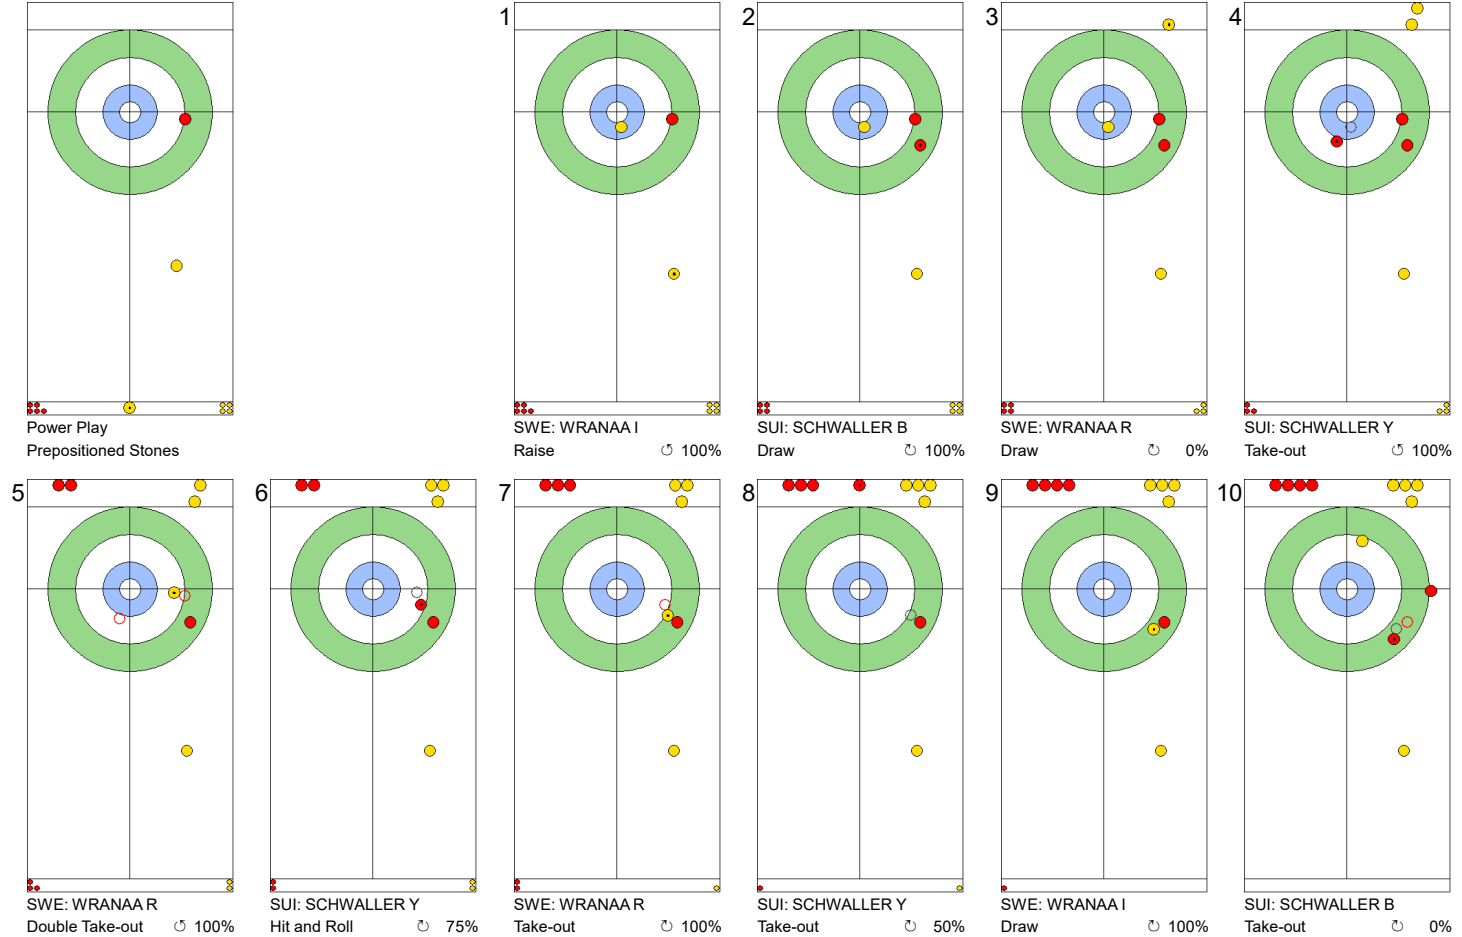 Power Play
Prepositioned Stones
1
SWE: WRANAA I
Raise ↺ 100%
2
SUI: SCHWALLER B
Draw ↻ 100%
3
SWE: WRANAA R
Draw ↻ 0%
4
SUI: SCHWALLER Y
Take-out ↻ 100%
5
SWE: WRANAA R
Double Take-out ↺ 100%
6
SUI: SCHWALLER Y
Hit and Roll ↻ 75%
7
SWE: WRANAA R
Take-out ↺ 100%
8
SUI: SCHWALLER Y
Take-out ↻ 50%
9
SWE: WRANAA I
Draw ↻ 100%
10
SUI: SCHWALLER B
Take-out ↻ 0%